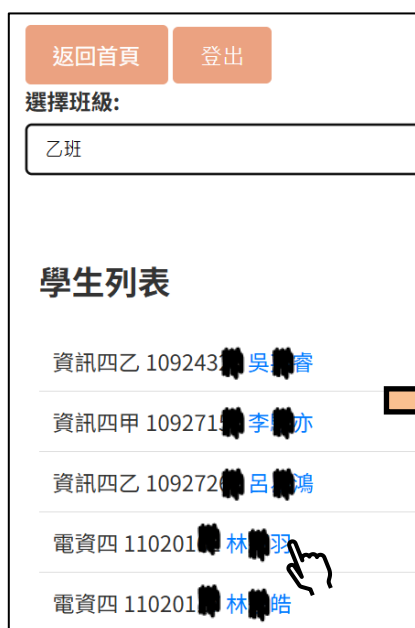 返回首頁 登出
選擇班級:
乙班
學生列表
資訊四乙 109243 吳 睿
資訊四甲 109271 李 亦
資訊四乙 109272 呂 鴻
電資四 110201 林 羽
電資四 110201 林 皓